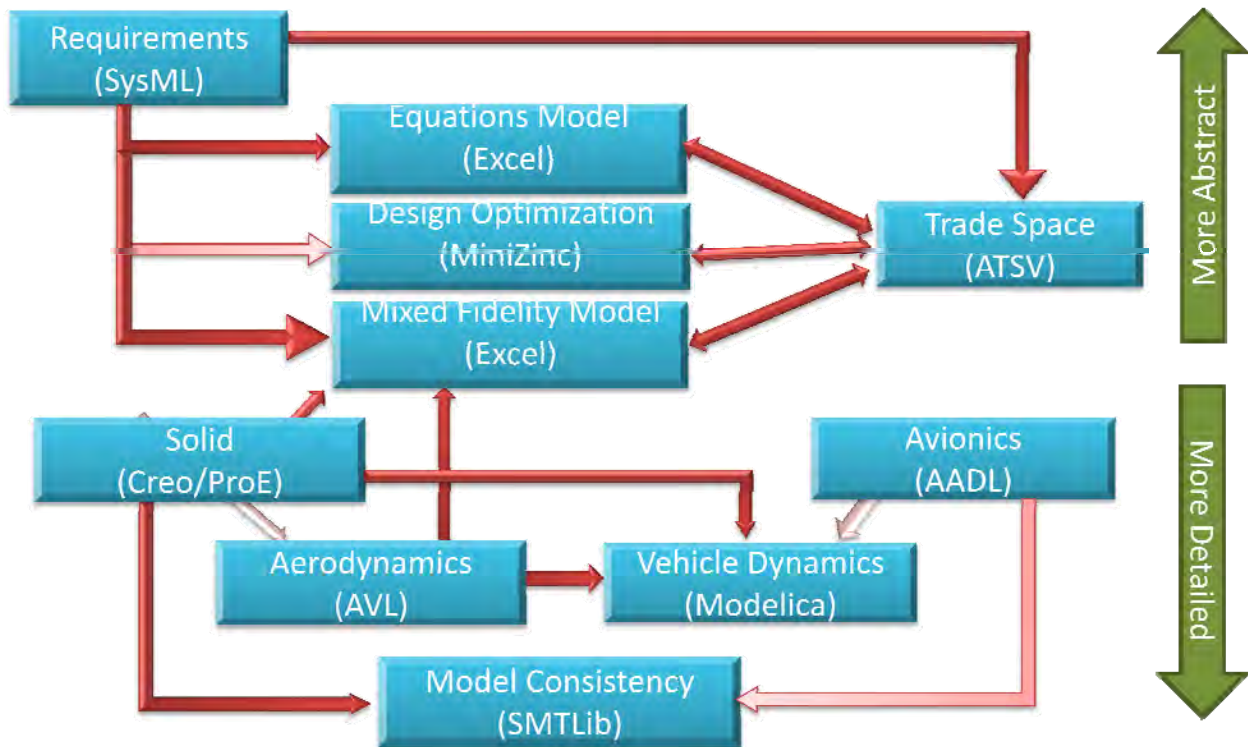 Requirements
(SysML)
Equations Model
(Excel)
Design Optimization
(MiniZinc)
Mixed Fidelity Model
(Excel)
Trade Space
(ATSV)
More Abstract
Solid
(Creo/ProE)
Avionics
(AADL)
Aerodynamics
(AVL)
Vehicle Dynamics
(Modelica)
Model Consistency
(SMTLib)
More Detailed